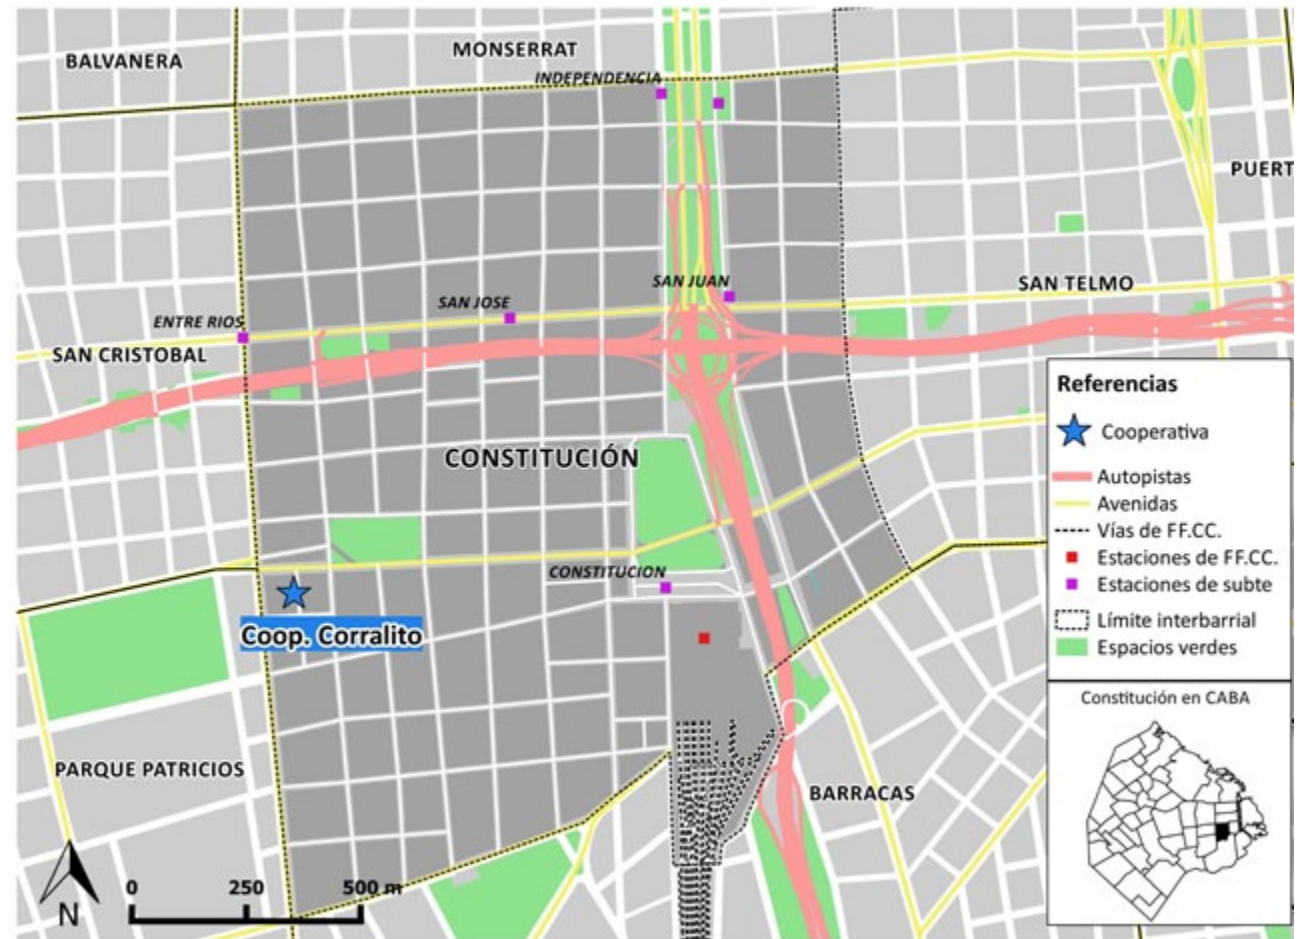 BALVANERA
MONSERRAT
INDEPENDENCIA
PUERT
SAN JUAN
SAN TELMO
SAN JOSE
ENTRE RIOS
SAN CRISTOBAL
CONSTITUCIÓN
CONSTITUCION
Coop. Corralito
PARQUE PATRICIOS
BARRACAS
0 250 500 m
N
Referencias
Cooperativa
Autopistas
Avenidas
Vías de FF.CC.
Estaciones de FF.CC.
Estaciones de subte
Límite interbarrial
Espacios verdes
Constitución en CABA